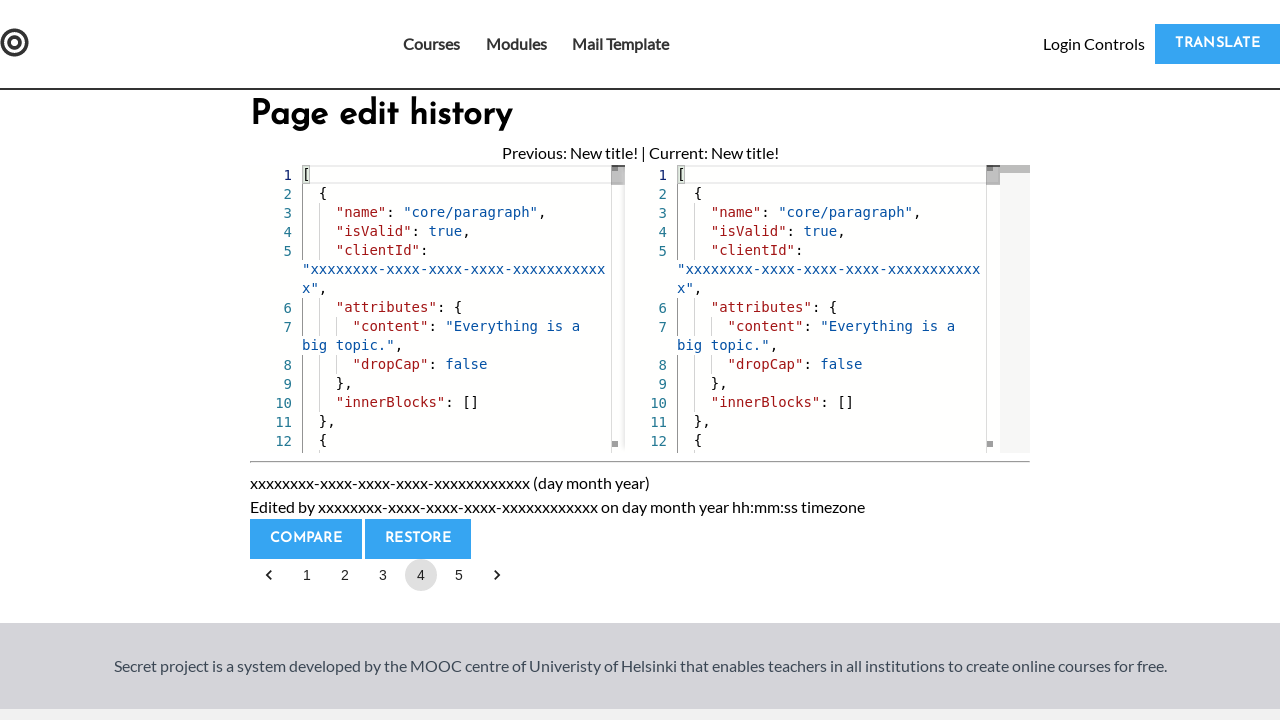 Courses Modules Mail Template Login Controls TRANSLATE
Page edit history
Previous: New title! | Current: New title!
1 [
2 {
3 "name": "core/paragraph",
4 "isValid": true,
5 "clientId":
"xxxxxxxx-xxxx-xxxx-xxxx-xxxxxxxxxxx
x",
6 "attributes": {
7 "content": "Everything is a
big topic.",
8 "dropCap": false
9 },
10 "innerBlocks": []
11 },
12 {
1 [
2 {
3 "name": "core/paragraph",
4 "isValid": true,
5 "clientId":
"xxxxxxxx-xxxx-xxxx-xxxx-xxxxxxxxxxx
x",
6 "attributes": {
7 "content": "Everything is a
big topic.",
8 "dropCap": false
9 },
10 "innerBlocks": []
11 },
12 {
xxxxxxxx-xxxx-xxxx-xxxx-xxxxxxxxxxxx (day month year)
Edited by xxxxxxxx-xxxx-xxxx-xxxx-xxxxxxxxxxxx on day month year hh:mm:ss timezone
COMPARE RESTORE
1 2 3 4 5
Secret project is a system developed by the MOOC centre of Univeristy of Helsinki that enables teachers in all institutions to create online courses for free.